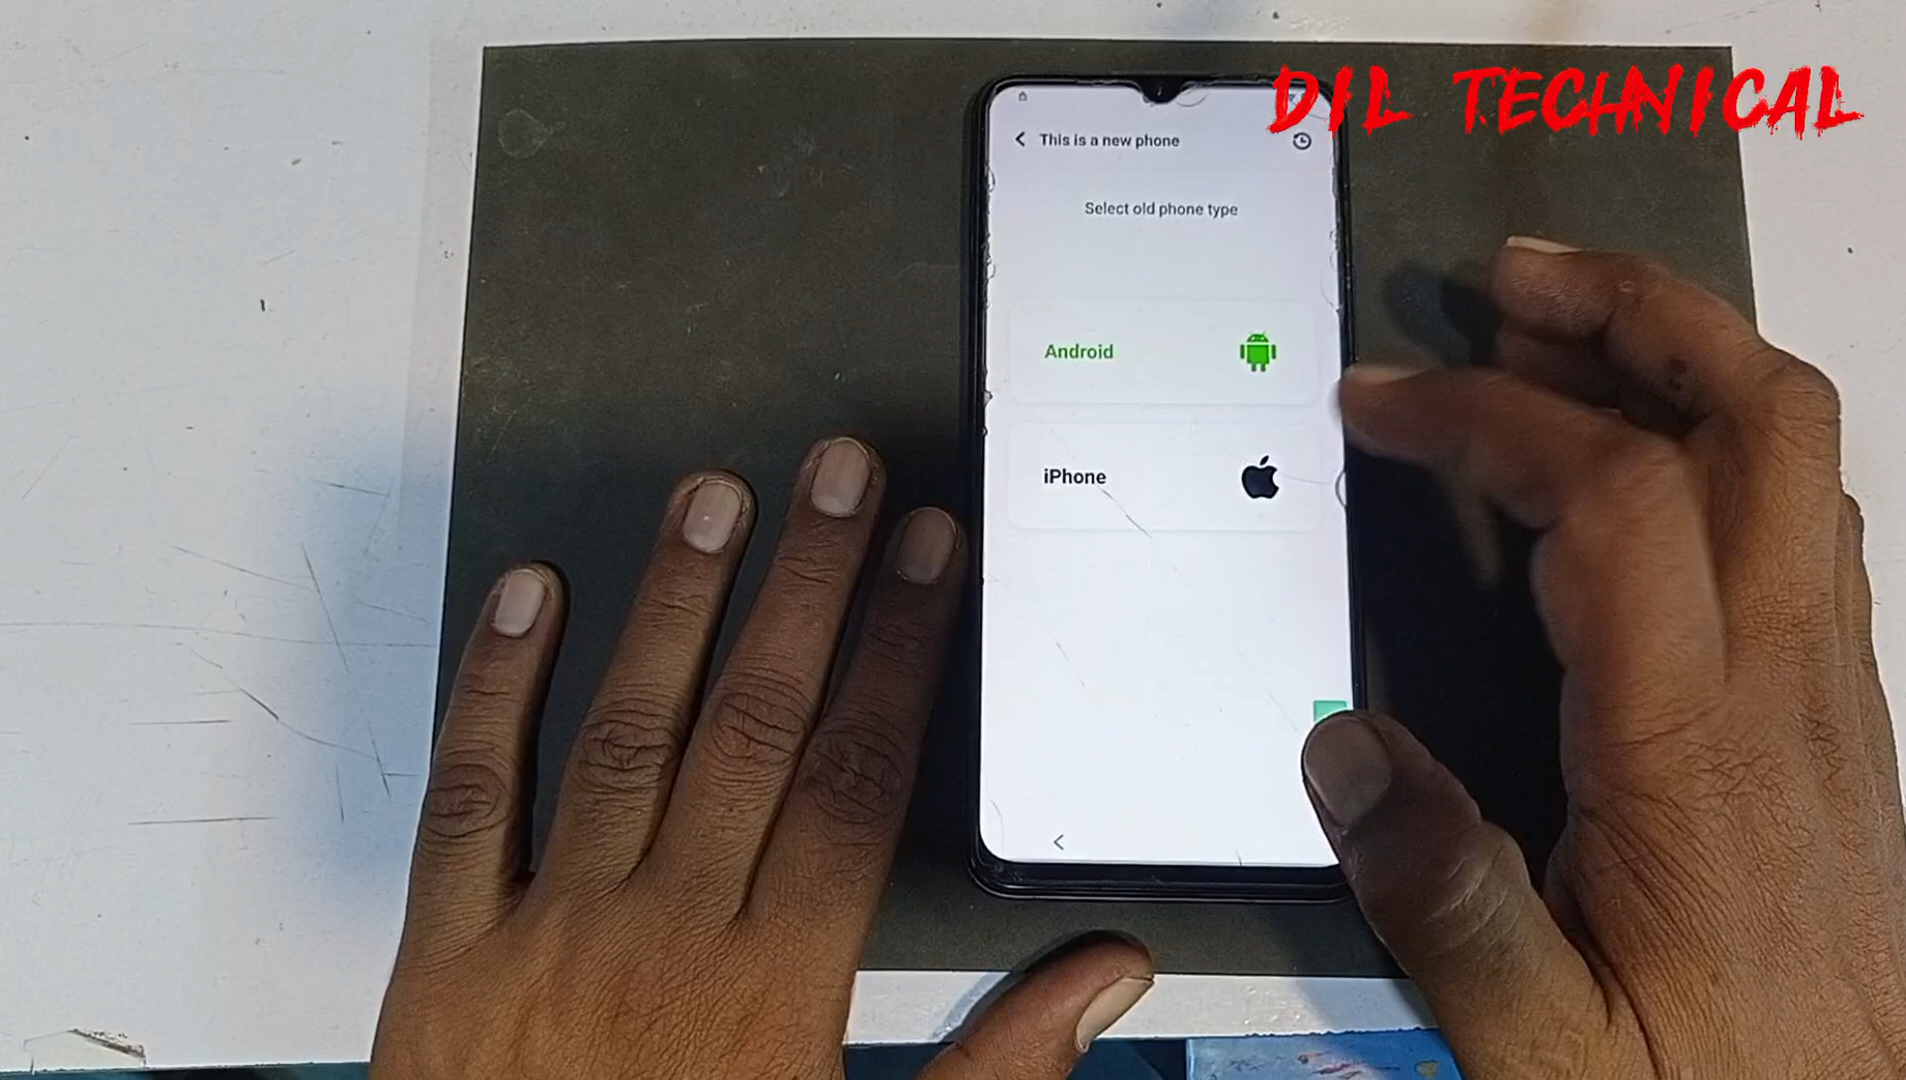 DIL TECHNICAL
This is a new phone
Select old phone type
Android
iPhone